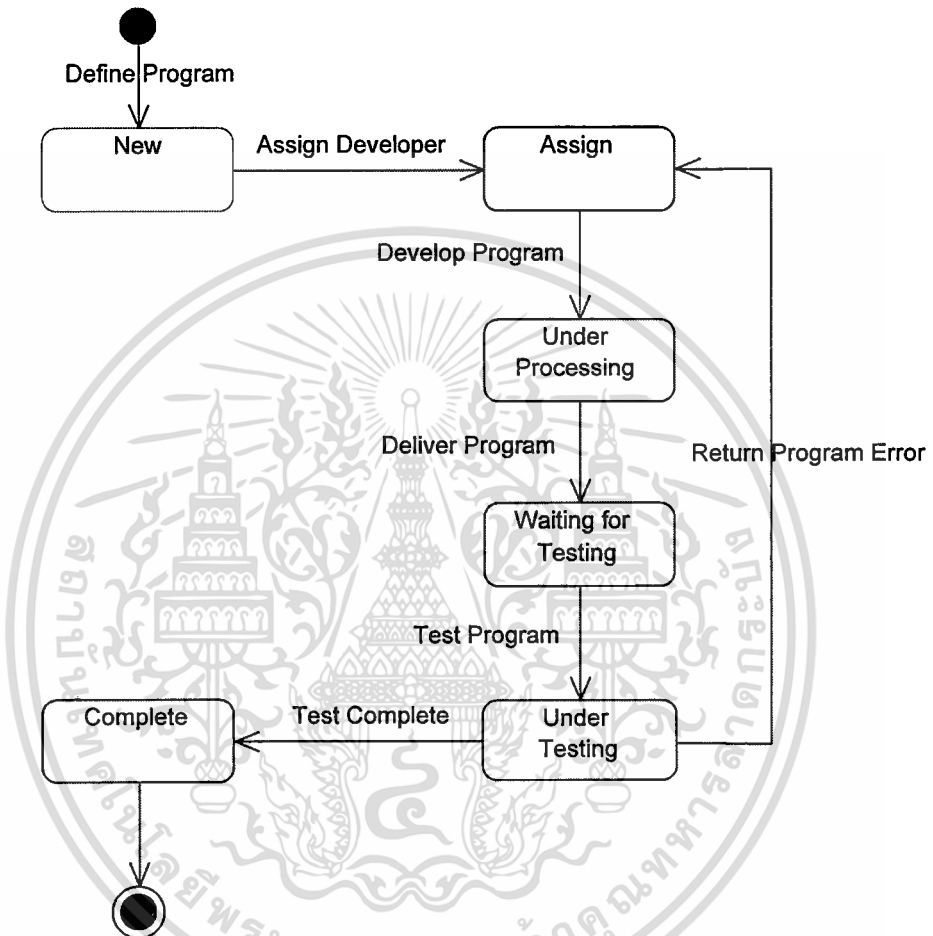 Define Program
New
Assign Developer
Assign
Develop Program
Under
Processing
Deliver Program
Return Program Error
Waiting for
Testing
Test Program
Complete
Test Complete
Under
Testing